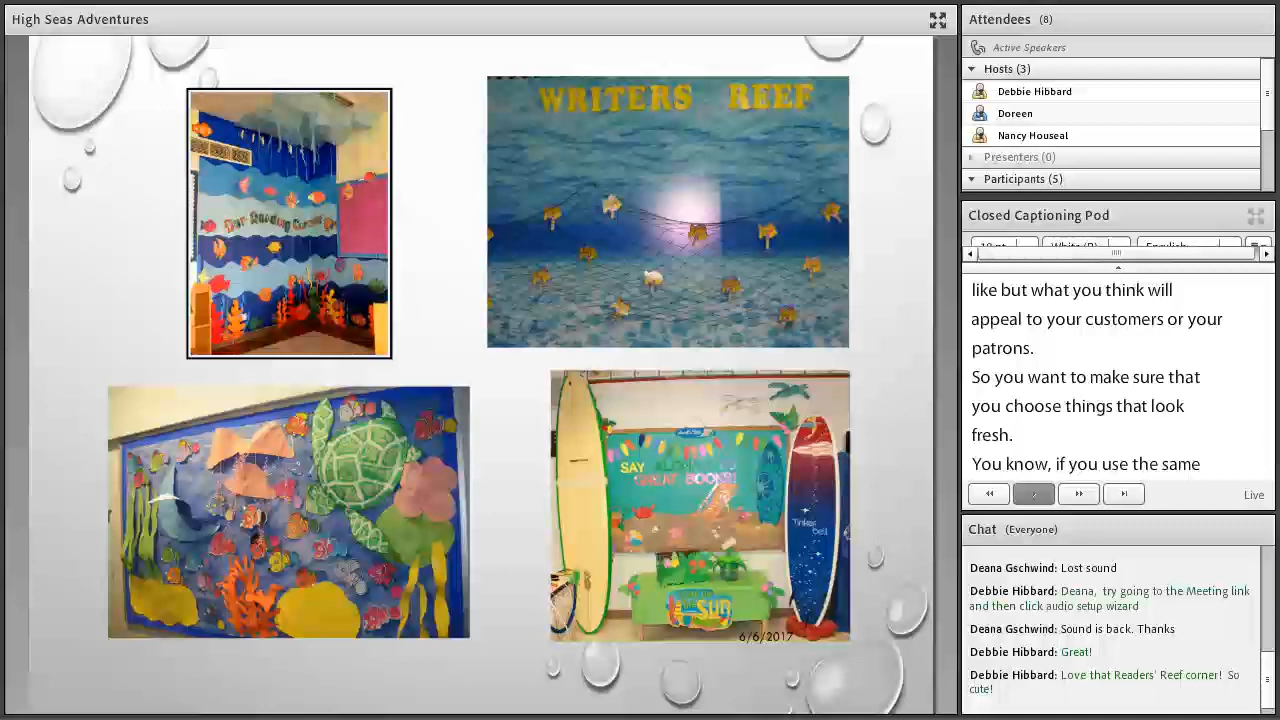 High Seas Adventures
WRITERS REEF
SAY
GREAT BOOKS!
Tinker
bell
SUB
6/6/2017
Attendees (8)
Active Speakers
Hosts (3)
Debbie Hibbard
Doreen
Nancy Houseal
Presenters (0)
Participants (5)
Closed Captioning Pod
like but what you think will
appeal to your customers or your
patrons.
So you want to make sure that
you choose things that look
fresh.
You know, if you use the same
Live
Chat (Everyone)
Deana Gschwind: Lost sound
Debbie Hibbard: Deana, try going to the Meeting link
and then click audio setup wizard
Deana Gschwind: Sound is back. Thanks
Debbie Hibbard: Great!
Debbie Hibbard: Love that Readers' Reef corner! So
cute!